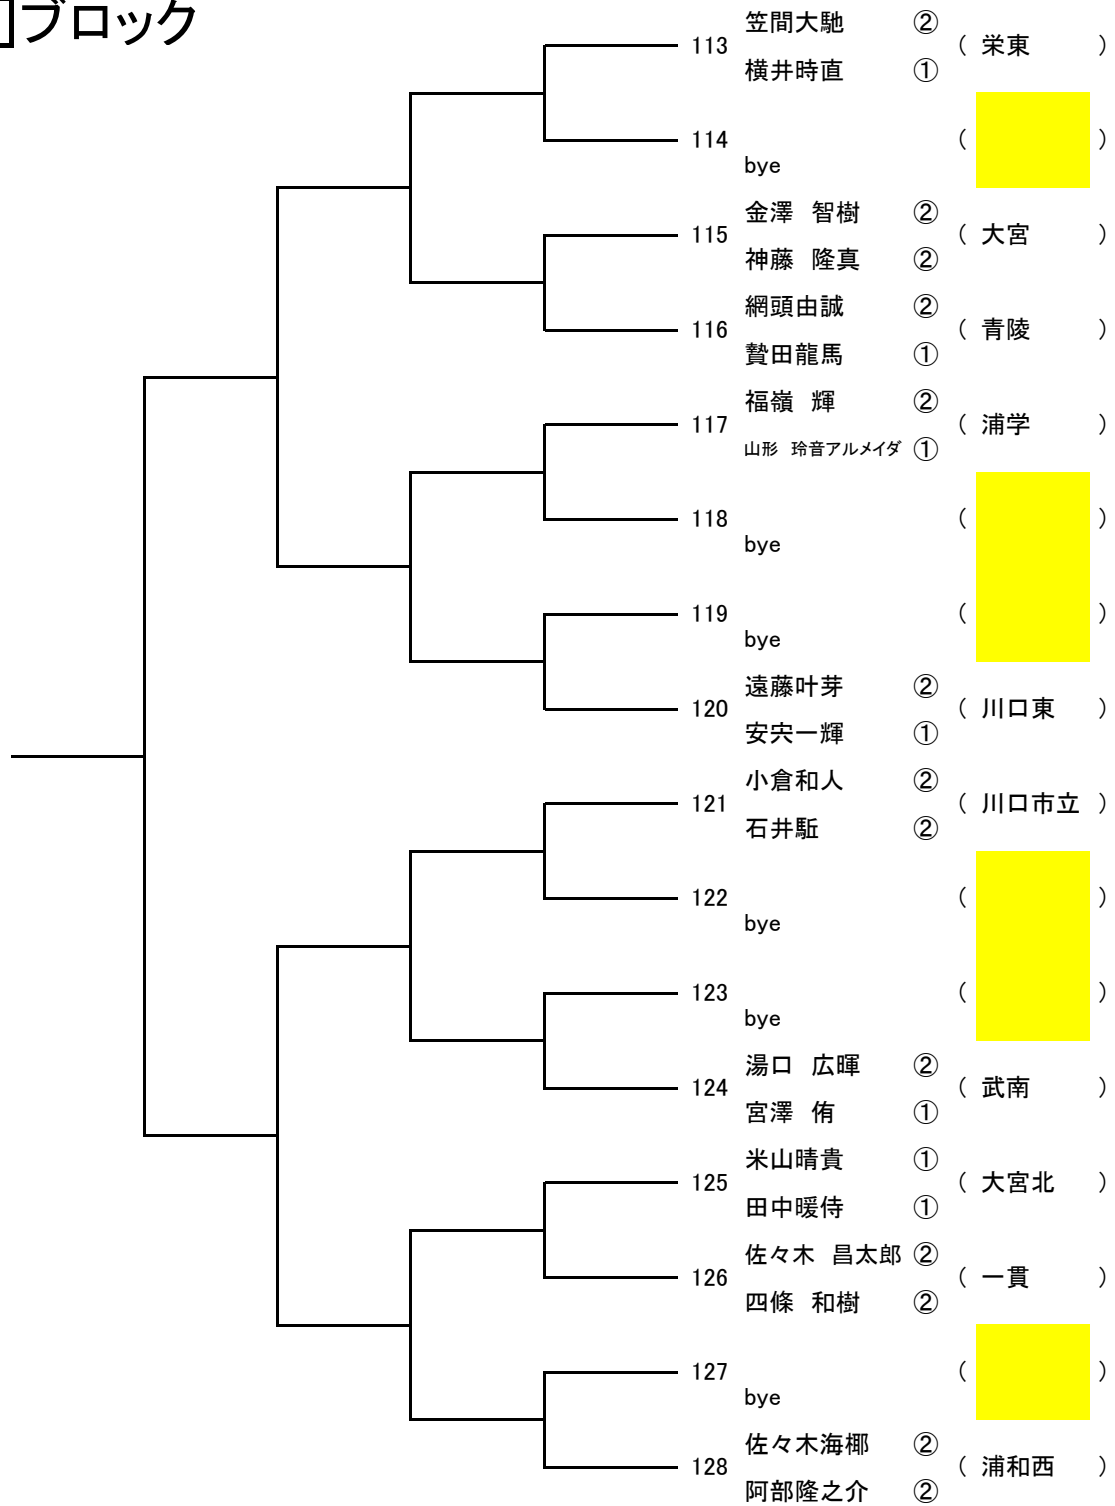 ブロック
笠間大馳 ②
113 ( 栄東 )
横井時直 ①
114 ( )
bye
金澤 智樹 ②
115 ( 大宮 )
神藤 隆真 ②
網頭由誠 ②
116 ( 青陵 )
贄田龍馬 ①
福嶺 輝 ②
117 ( 浦学 )
山形 玲音アルメイダ ①
118 ( )
bye
119 ( )
bye
遠藤叶芽 ②
120 ( 川口東 )
安宍一輝 ①
小倉和人 ②
121 ( 川口市立 )
石井駈 ②
122 ( )
bye
123 ( )
bye
湯口 広暉 ②
124 ( 武南 )
宮澤 侑 ①
米山晴貴 ①
125 ( 大宮北 )
田中暖侍 ①
佐々木 昌太郎 ②
126 ( 一貫 )
四條 和樹 ②
127 ( )
bye
佐々木海椰 ②
128 ( 浦和西 )
阿部隆之介 ②